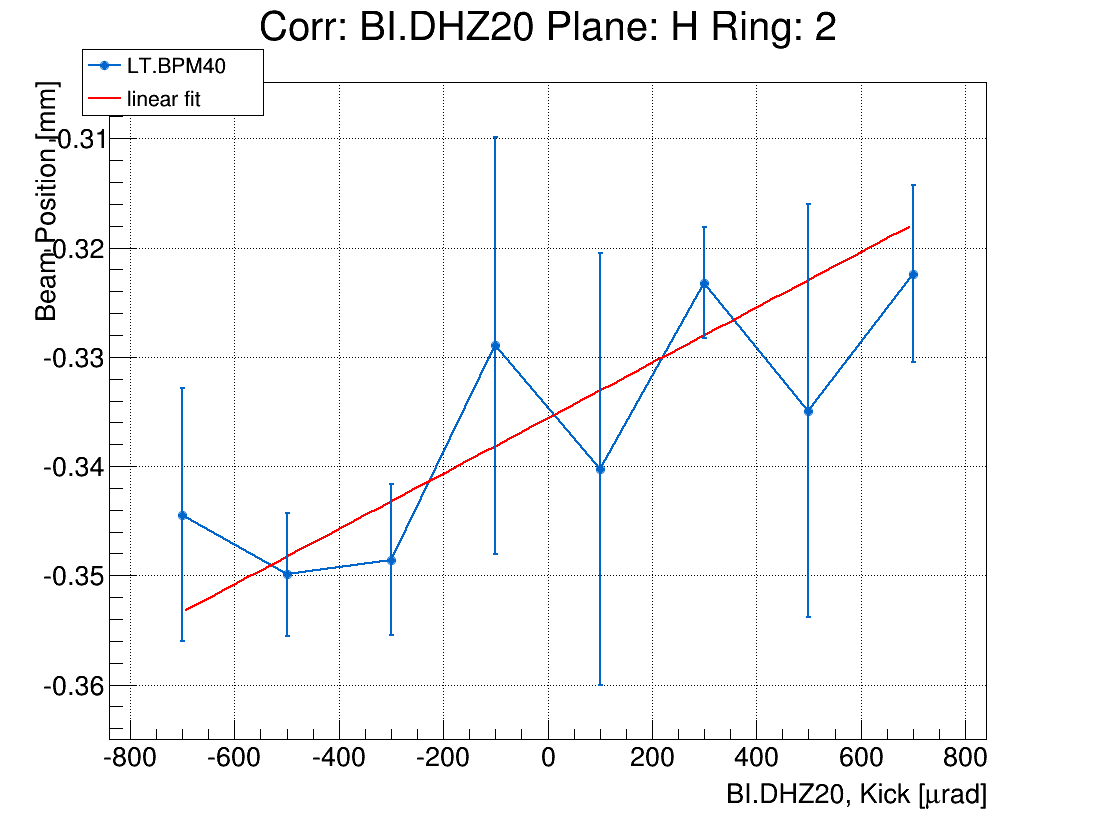 Corr: BI.DHZ20 Plane: H Ring: 2
LT.BPM40
linear fit
Beam Position [mm]
-0.31
-0.32
-0.33
-0.34
-0.35
-0.36
-800 -600 -400 -200 0 200 400 600 800
BI.DHZ20, Kick [μrad]